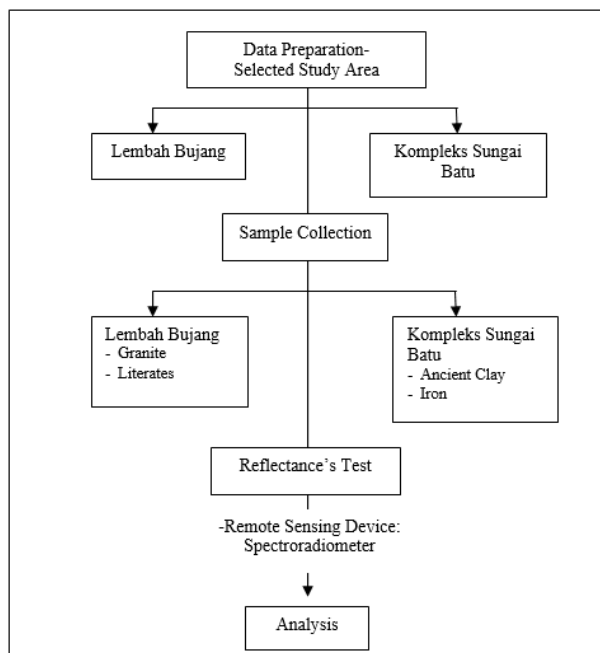 Data Preparation-
Selected Study Area
Lembah Bujang
Kompleks Sungai
Batu
Sample Collection
Lembah Bujang
- Granite
- Literates
Kompleks Sungai
Batu
- Ancient Clay
- Iron
Reflectance’s Test
-Remote Sensing Device:
Spectroradiometer
Analysis